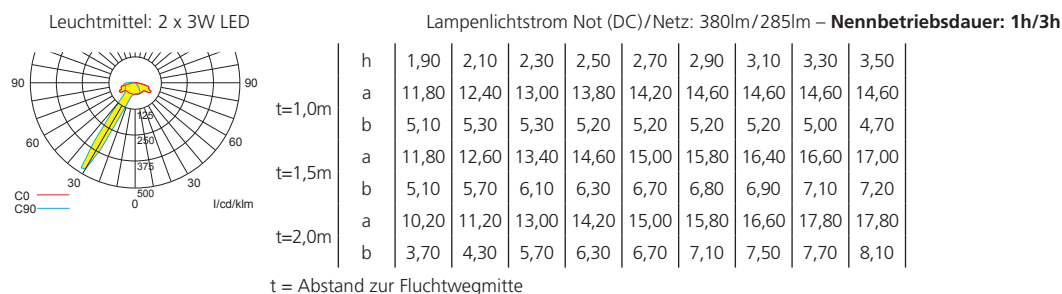 Leuchtmittel: 2 x 3W LED
Lampenlichtstrom Not (DC)/Netz: 380lm/285lm – Nennbetriebsdauer: 1h/3h
90 90
60 60
30 30
0
125
250
375
500
C0
C90
l/cd/klm
h 1,90 2,10 2,30 2,50 2,70 2,90 3,10 3,30 3,50
t=1,0m
a 11,80 12,40 13,00 13,80 14,20 14,60 14,60 14,60 14,60
b 5,10 5,30 5,30 5,20 5,20 5,20 5,20 5,00 4,70
t=1,5m
a 11,80 12,60 13,40 14,60 15,00 15,80 16,40 16,60 17,00
b 5,10 5,70 6,10 6,30 6,70 6,80 6,90 7,10 7,20
t=2,0m
a 10,20 11,20 13,00 14,20 15,00 15,80 16,60 17,80 17,80
b 3,70 4,30 5,70 6,30 6,70 7,10 7,50 7,70 8,10
t = Abstand zur Fluchtwegmitte